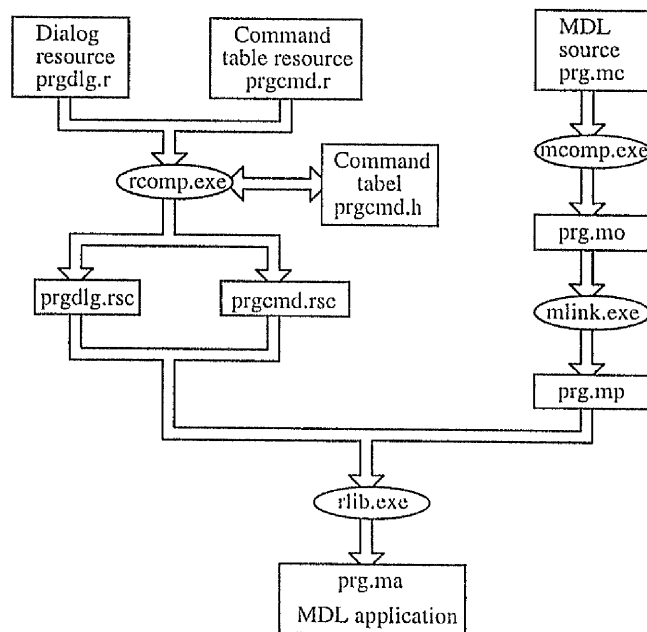 Dialog
resource
prgdlg.r
Command
table resource
prgcmd.r
MDL
source
prg.mc
rcomp.exe
Command
tabel
prgcmd.h
mcomp.exe
prg.mo
prgdlg.rsc
prgcmd.rsc
mlink.exe
prg.mp
rlib.exe
prg.ma
MDL application